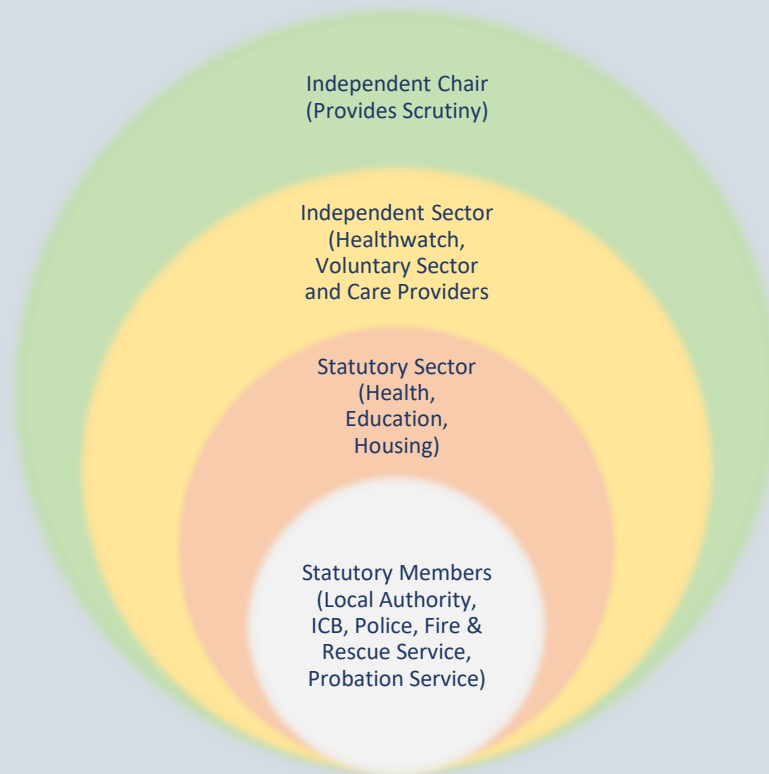 Independent Chair
(Provides Scrutiny)
Independent Sector
(Healthwatch,
Voluntary Sector
and Care Providers
Statutory Sector
(Health,
Education,
Housing)
Statutory Members
(Local Authority,
ICB, Police, Fire &
Rescue Service,
Probation Service)